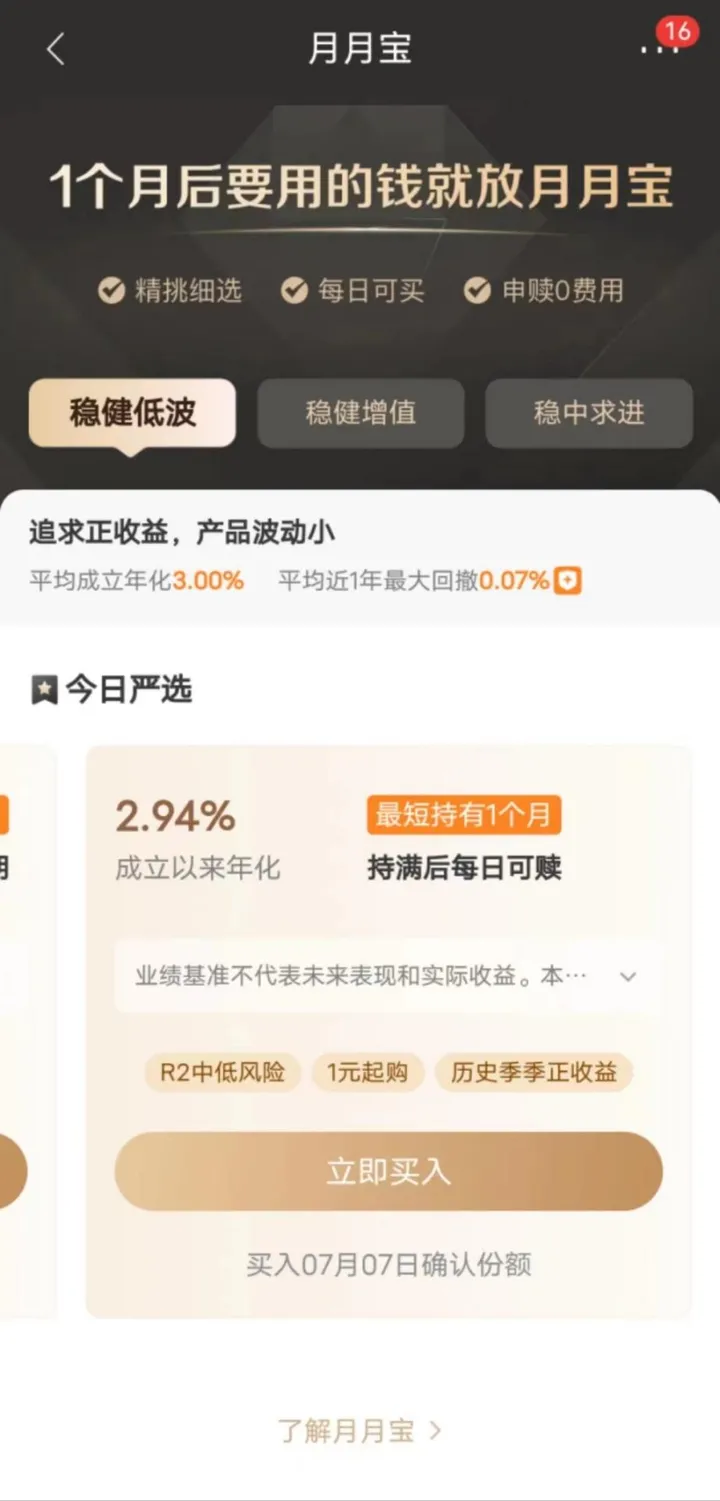 月月宝
16
1个月后要用的钱就放月月宝
精挑细选 每日可买 申赎0费用
稳健低波 稳健增值 稳中求进
追求正收益，产品波动小
平均成立年化3.00% 平均近1年最大回撤0.07%
今日严选
2.94% 最短持有1个月
成立以来年化 持满后每日可赎
期
业绩基准不代表未来表现和实际收益。本…
R2中低风险 1元起购 历史季季正收益
立即买入
买入07月07日确认份额
了解月月宝